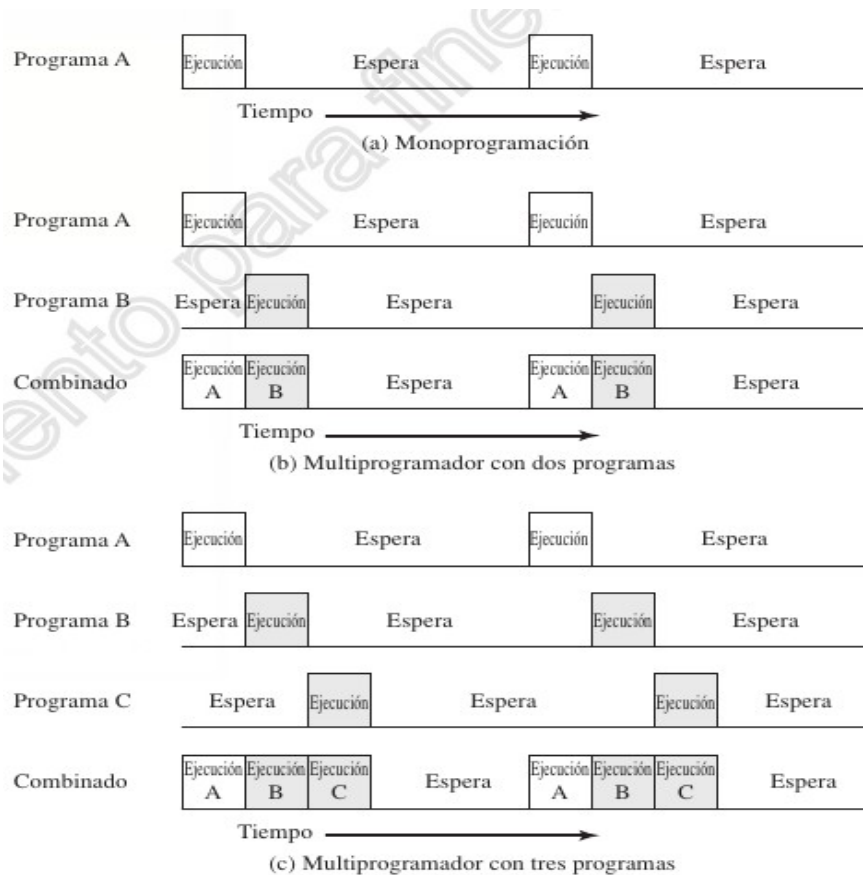 Programa A Ejecución Espera Ejecución Espera
Tiempo
(a) Monoprogramación
Programa A Ejecución Espera Ejecución Espera
Programa B Espera Ejecución Espera Ejecución Espera
Combinado Ejecución A Ejecución B Espera Ejecución A Ejecución B Espera
Tiempo
(b) Multiprogramador con dos programas
Programa A Ejecución Espera Ejecución Espera
Programa B Espera Ejecución Espera Ejecución Espera
Programa C Espera Ejecución Espera Ejecución Espera
Combinado Ejecución A Ejecución B Ejecución C Espera Ejecución A Ejecución B Ejecución C Espera
Tiempo
(c) Multiprogramador con tres programas
para